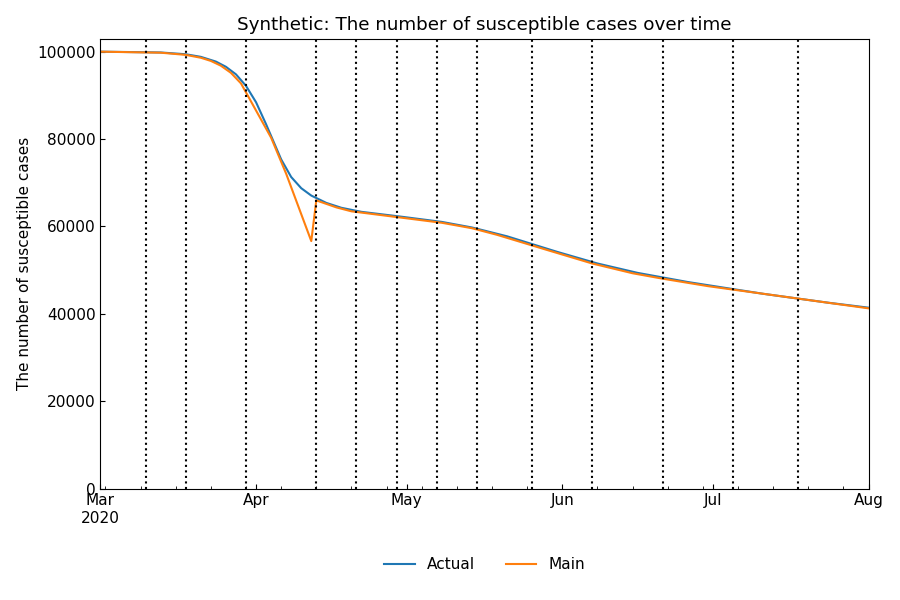 Synthetic: The number of susceptible cases over time
The number of susceptible cases
100000
80000
60000
40000
20000
0
Mar Apr May Jun Jul Aug
2020
Actual Main